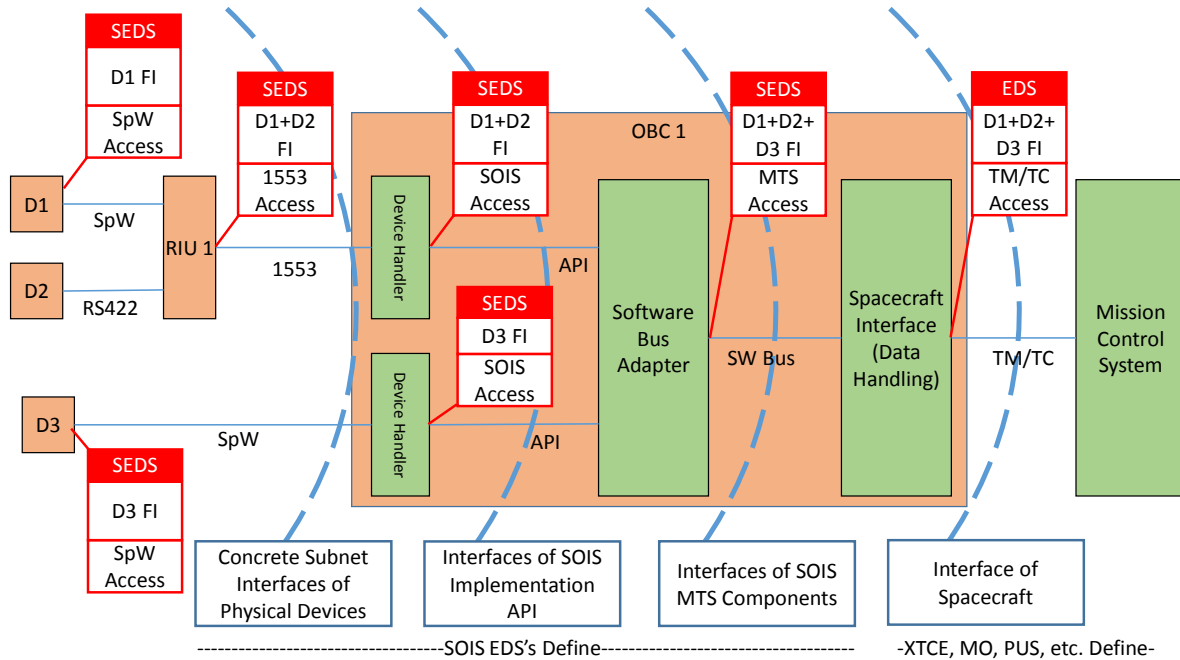 SEDS
D1 FI
SpW
Access
SEDS
D1+D2
FI
1553
Access
SEDS
D1+D2
FI
SOIS
Access
OBC 1
SEDS
D1+D2+
D3 FI
MTS
Access
EDS
D1+D2+
D3 FI
TM/TC
Access
D1
SpW
D2
RS422
RIU 1
1553
Device Handler
API
SEDS
D3 FI
SOIS
Access
Software
Bus
Adapter
SW Bus
Spacecraft
Interface
(Data
Handling)
TM/TC
Mission
Control
System
D3
SpW
Device Handler
API
SEDS
D3 FI
SpW
Access
Concrete Subnet
Interfaces of
Physical Devices
Interfaces of SOIS
Implementation
API
Interfaces of SOIS
MTS Components
Interface of
Spacecraft
-----------------------------------SOIS EDS's Define-------------------------------------
-XTCE, MO, PUS, etc. Define-